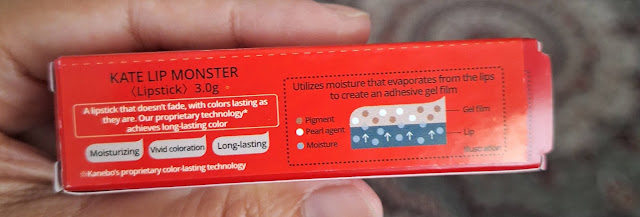 KATE LIP MONSTER
〈Lipstick〉 3.0g
A lipstick that doesn't fade, with colors lasting as
they are. Our proprietary technology*
achieves long-lasting color
Moisturizing Vivid coloration Long-lasting
※Kanebo's proprietary color-lasting technology
Utilizes moisture that evaporates from the lips
to create an adhesive gel film
Pigment
Pearl agent
Moisture
Gel film
Lip
Illustration